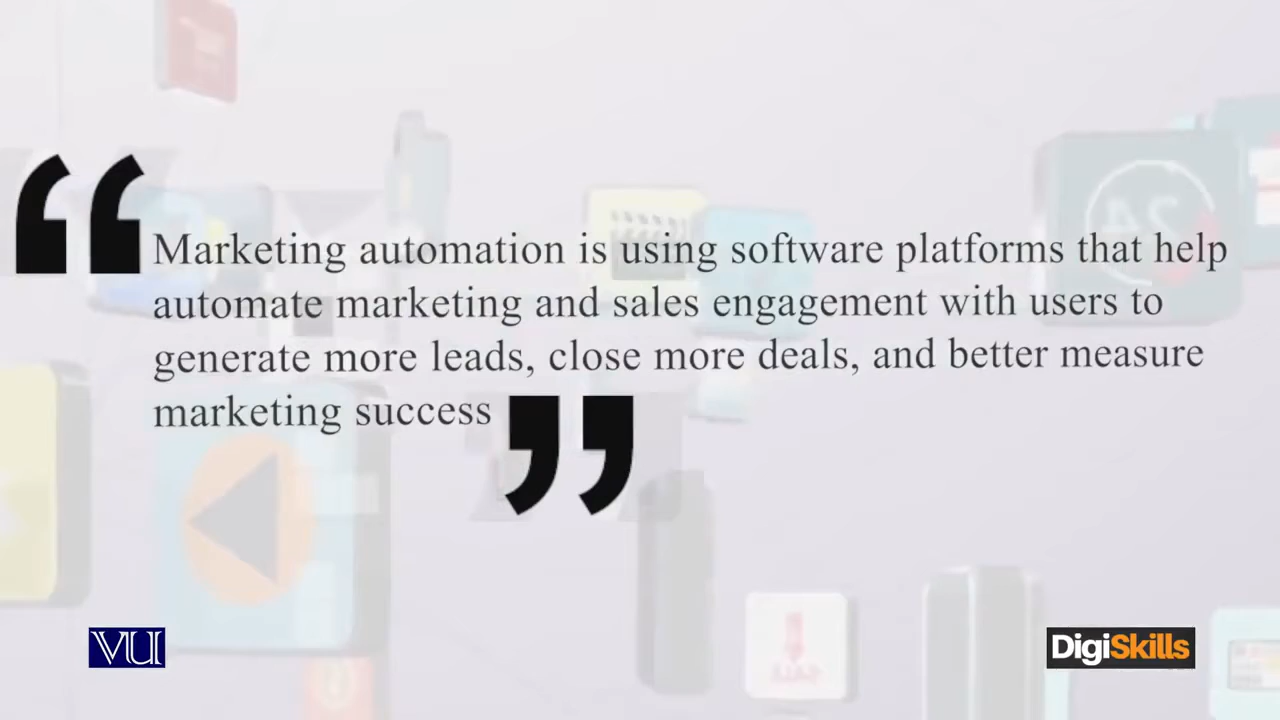 “Marketing automation is using software platforms that help
automate marketing and sales engagement with users to
generate more leads, close more deals, and better measure
marketing success”
VU
DigiSkills